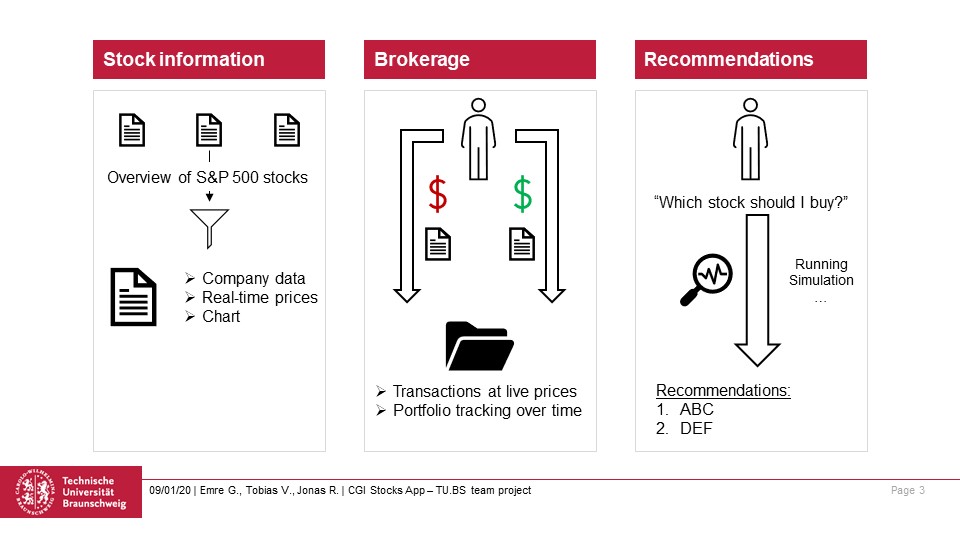 Stock information
Overview of S&P 500 stocks
➢ Company data
➢ Real-time prices
➢ Chart
Brokerage
$ $
➢ Transactions at live prices
➢ Portfolio tracking over time
Recommendations
“Which stock should I buy?”
Running
Simulation
…
Recommendations:
1. ABC
2. DEF
Technische
Universität
Braunschweig
09/01/20 | Emre G., Tobias V., Jonas R. | CGI Stocks App – TU.BS team project
Page 3